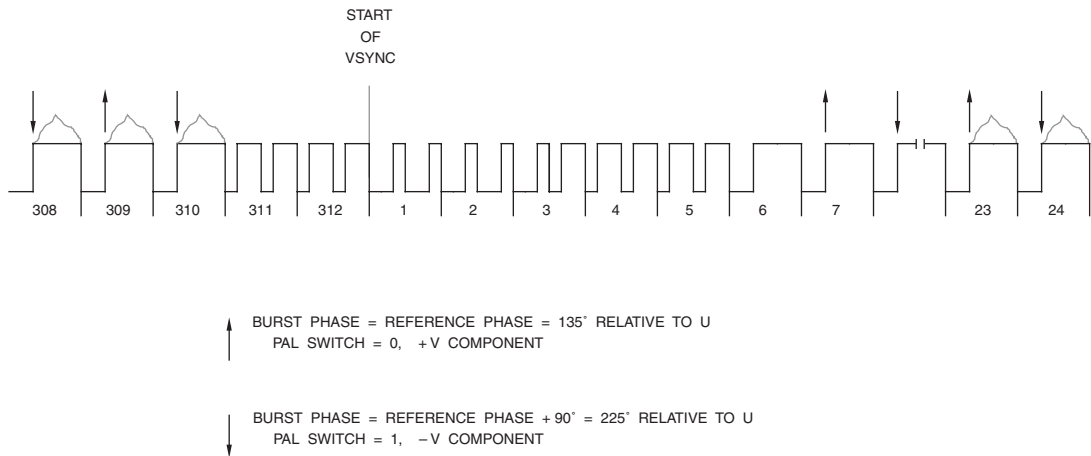 START
OF
VSYNC
308 309 310 311 312 1 2 3 4 5 6 7 23 24
BURST PHASE = REFERENCE PHASE = 135° RELATIVE TO U
PAL SWITCH = 0, +V COMPONENT
BURST PHASE = REFERENCE PHASE +90° = 225° RELATIVE TO U
PAL SWITCH = 1, –V COMPONENT